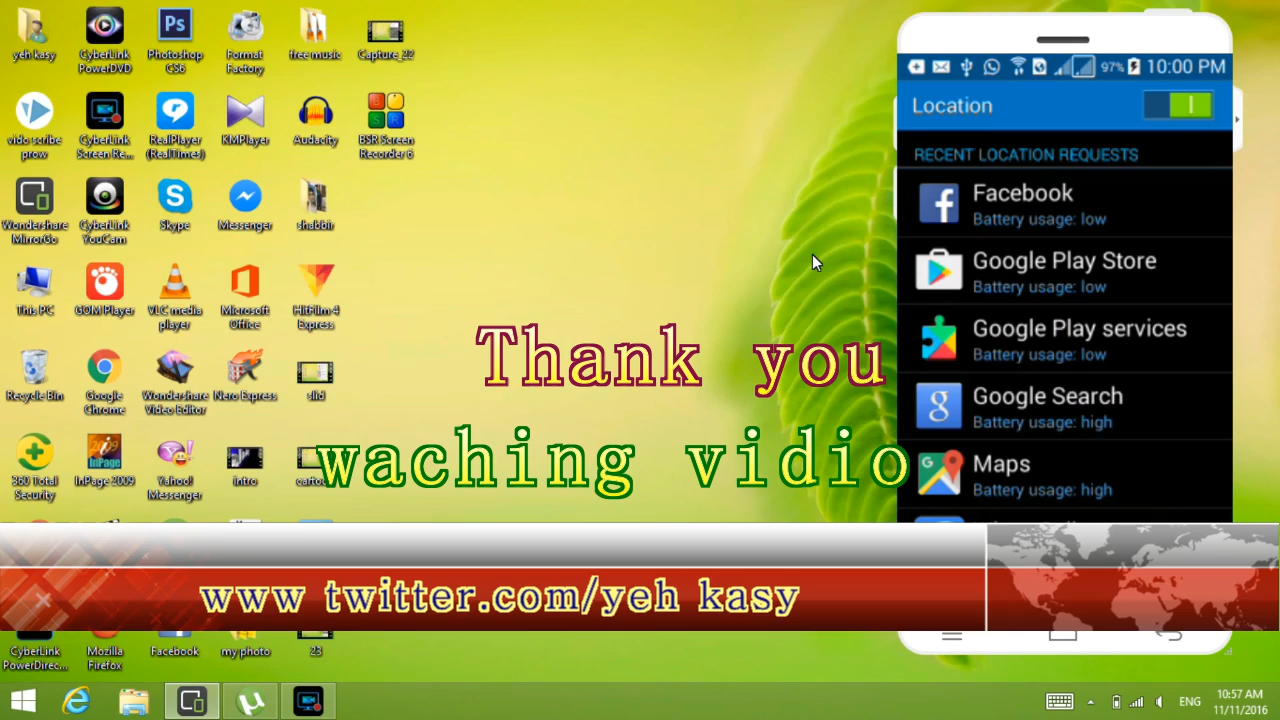 yeh kasy
CyberLink
PowerDVD
Photoshop
CS6
Format
Factory
free music
Capture_22
vido scribe
prow
CyberLink
Screen Re...
RealPlayer
(RealTimes)
KMPlayer
Audacity
BSR Screen
Recorder 6
Wondershare
MirrorGo
CyberLink
YouCam
Skype
Messenger
shabbir
This PC
GOM Player
VLC media
player
Microsoft
Office
HitFilm 4
Express
Recycle Bin
Google
Chrome
Wondershare
Video Editor
Nero Express
slid
360 Total
Security
InPage 2009
Yahoo!
Messenger
intro
97% 10:00 PM
Location
RECENT LOCATION REQUESTS
Facebook
Battery usage: low
Google Play Store
Battery usage: low
Google Play services
Battery usage: low
Google Search
Battery usage: high
Maps
Battery usage: high
Thank you
waching vidio
www twitter.com/yeh kasy
CyberLink
PowerDirec...
Mozilla
Firefox
Facebook
my photo
23
ENG
10:57 AM
11/11/2016